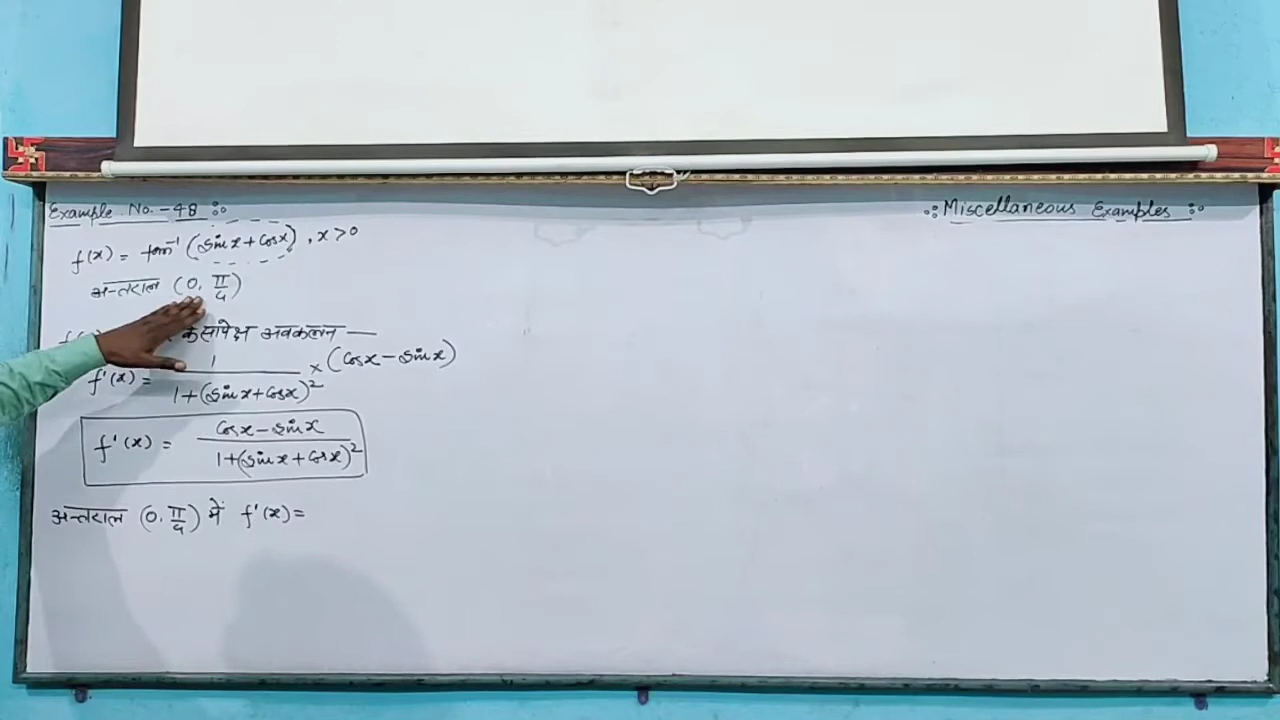 Example No. - 48 :
:: Miscellaneous Examples ::
f(x) = tan⁻¹ (sin x + cos x), x > 0
अन्तराल (0, π/4)
के सापेक्ष अवकलन —
f'(x) = 1/(1+(sin x + cos x)²) × (cos x − sin x)
f'(x) = (cos x − sin x)/(1+(sin x + cos x)²)
अन्तराल (0, π/4) में f'(x) =